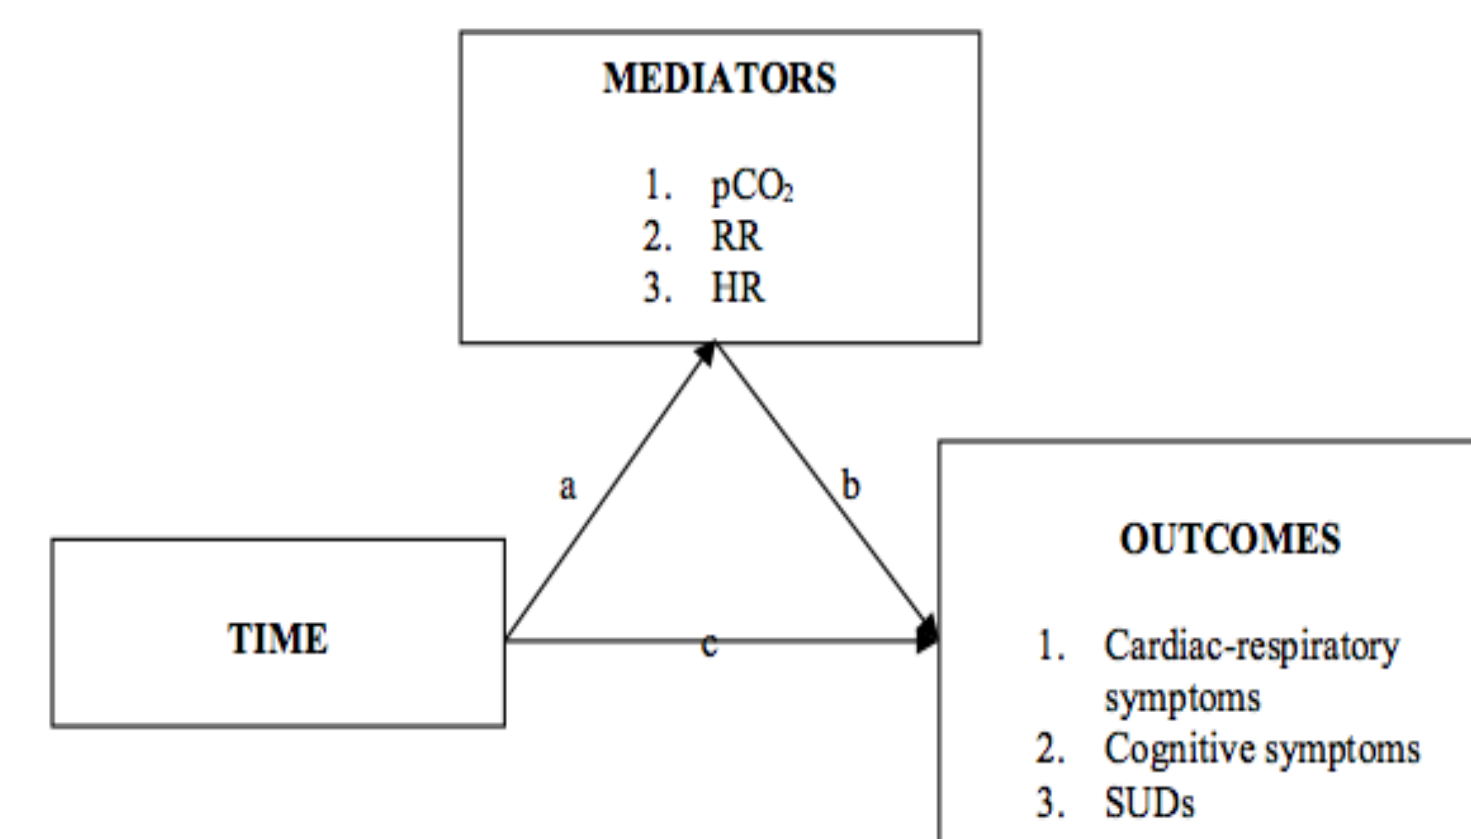 MEDIATORS
1. pCO₂
2. RR
3. HR
a
b
TIME
c
OUTCOMES
1. Cardiac-respiratory
symptoms
2. Cognitive symptoms
3. SUDs